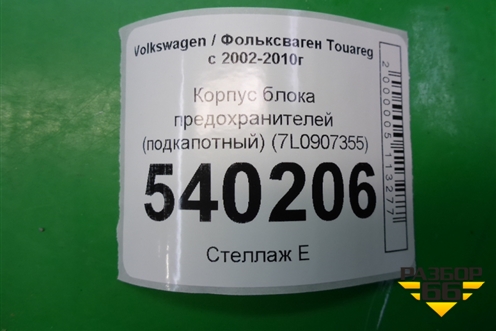 Volkswagen / Фольксваген Touareg
с 2002-2010г
Корпус блока
предохранителей
(подкапотный) (7L0907355)
540206
Стеллаж Е
2000005113277
РАЗБОР
66